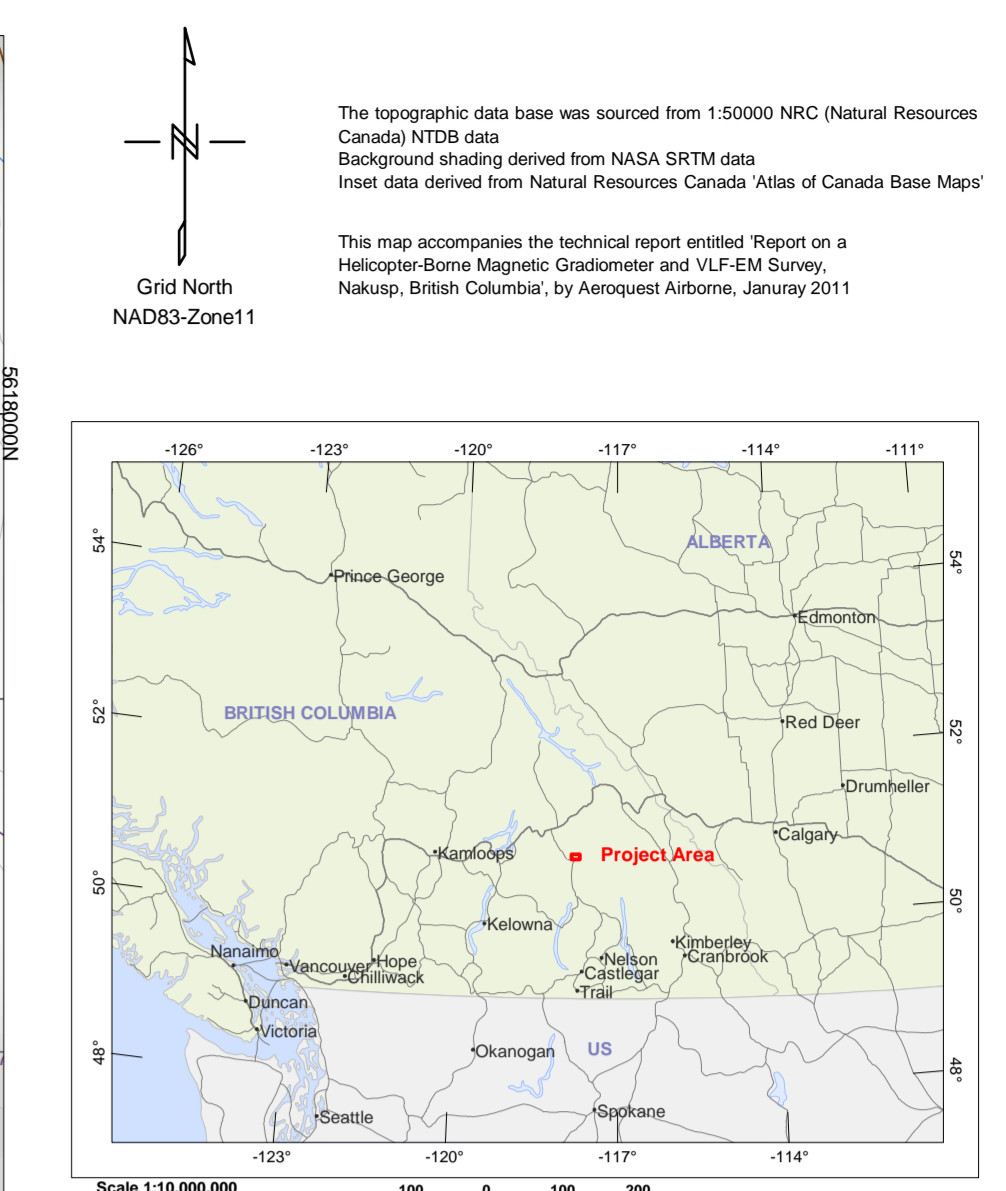 N
The topographic data base was sourced from 1:50000 NRC (Natural Resources
Canada) NTDB data
Background shading derived from NASA SRTM data
Inset data derived from Natural Resources Canada 'Atlas of Canada Base Maps'
This map accompanies the technical report entitled 'Report on a
Helicopter-Borne Magnetic Gradiometer and VLF-EM Survey,
Nakusp, British Columbia', by Aeroquest Airborne, Januray 2011
Grid North
NAD83-Zone11
5618000N
-126° -123° -120° -117° -114° -111°
54° ALBERTA 54°
Prince George
Edmonton
52° BRITISH COLUMBIA 52°
Red Deer
Drumheller
Calgary
Kamloops Project Area
50° 50°
Kelowna
Kimberley
Nanaimo Cranbrook
Vancouver Hope Nelson
Chilliwack Castlegar
Trail
Duncan
Victoria
48° Okanogan US 48°
Seattle Spokane
-123° -120° -117° -114°
Scale 1:10,000,000 100 0 100 200